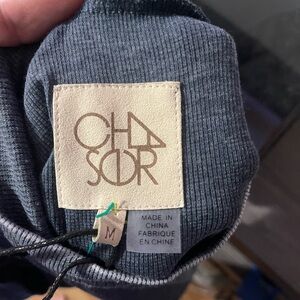 CHA
SER
M
MADE IN
CHINA
FABRIQUE
EN CHINE